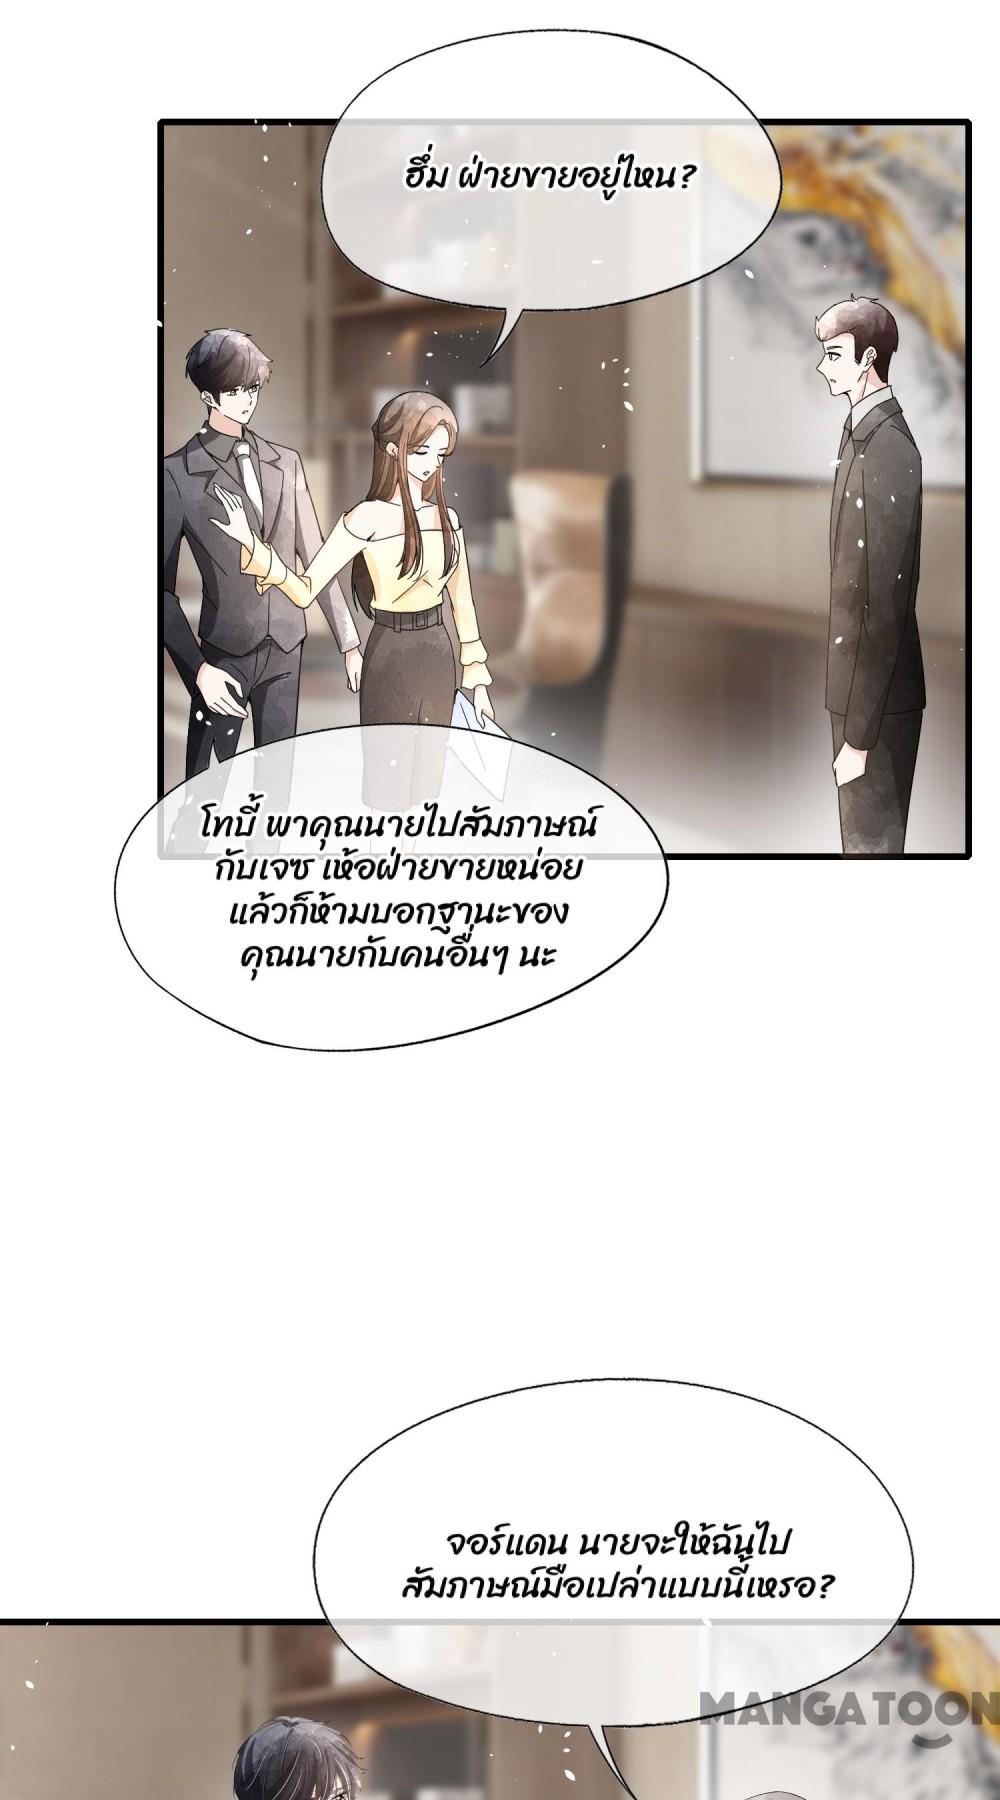 ฮึ่ม ฝ่ายขายอยู่ไหน?
โทบี้ พาคุณนายไปสัมภาษณ์
กับเจซ เห้อฝ่ายขายหน่อย
แล้วก็ห้ามบอกฐานะของ
คุณนายกับคนอื่นๆ นะ
จอร์แดน นายจะให้ฉันไป
สัมภาษณ์มือเปล่าแบบนี้เหรอ?
MANGATOON